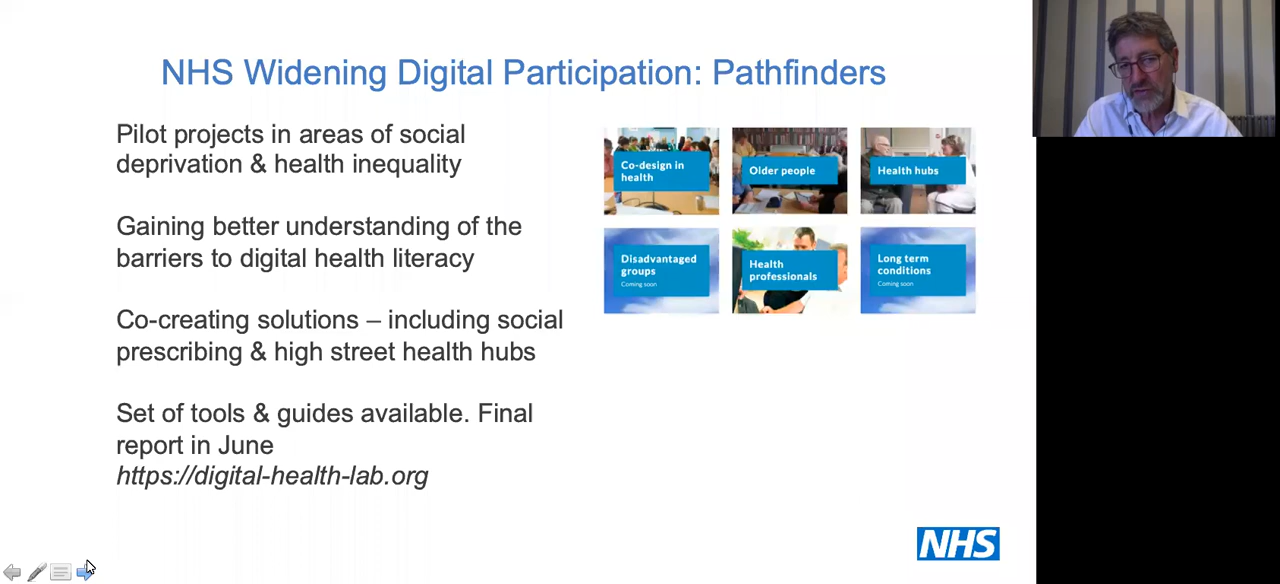 NHS Widening Digital Participation: Pathfinders
Pilot projects in areas of social
deprivation & health inequality
Gaining better understanding of the
barriers to digital health literacy
Co-creating solutions – including social
prescribing & high street health hubs
Set of tools & guides available. Final
report in June
https://digital-health-lab.org
Co-design in
health
Older people
Health hubs
Disadvantaged
groups
Coming soon
Health
professionals
Long term
conditions
Coming soon
NHS